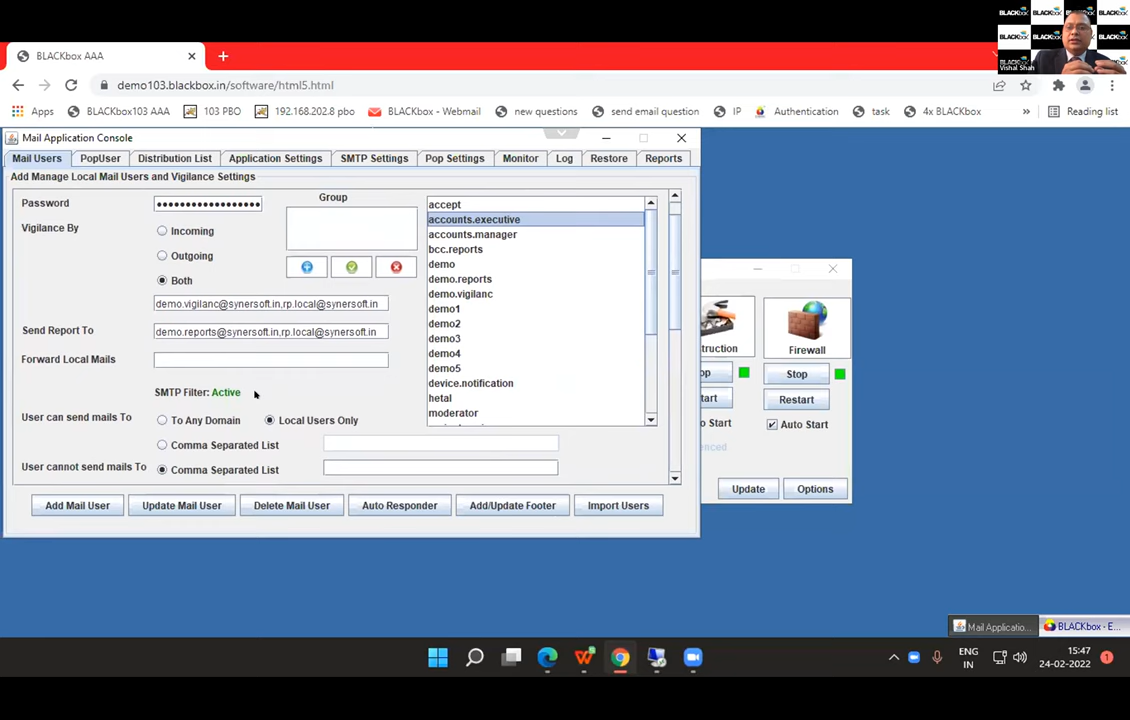 BLACKbox AAA
demo103.blackbox.in/software/html5.html
Apps
BLACKbox103 AAA
103 PBO
192.168.202.8 pbo
BLACKbox - Webmail
new questions
send email question
IP
Authentication
task
4x BLACKbox
»
Reading list
Vishal Shah
Mail Application Console
Mail Users
PopUser
Distribution List
Application Settings
SMTP Settings
Pop Settings
Monitor
Log
Restore
Reports
Add Manage Local Mail Users and Vigilance Settings
Password
Group
Vigilance By
Incoming
Outgoing
Both
demo.vigilanc@synersoft.in,rp.local@synersoft.in
Send Report To
demo.reports@synersoft.in,rp.local@synersoft.in
Forward Local Mails
SMTP Filter: Active
User can send mails To
To Any Domain
Local Users Only
Comma Separated List
User cannot send mails To
Comma Separated List
accept
accounts.executive
accounts.manager
bcc.reports
demo
demo.reports
demo.vigilanc
demo1
demo2
demo3
demo4
demo5
device.notification
hetal
moderator
Add Mail User
Update Mail User
Delete Mail User
Auto Responder
Add/Update Footer
Import Users
truction
Firewall
op
Stop
tart
Restart
o Start
Auto Start
anced
Update
Options
Mail Applicatio...
BLACKbox - E...
ENG
IN
15:47
24-02-2022
1